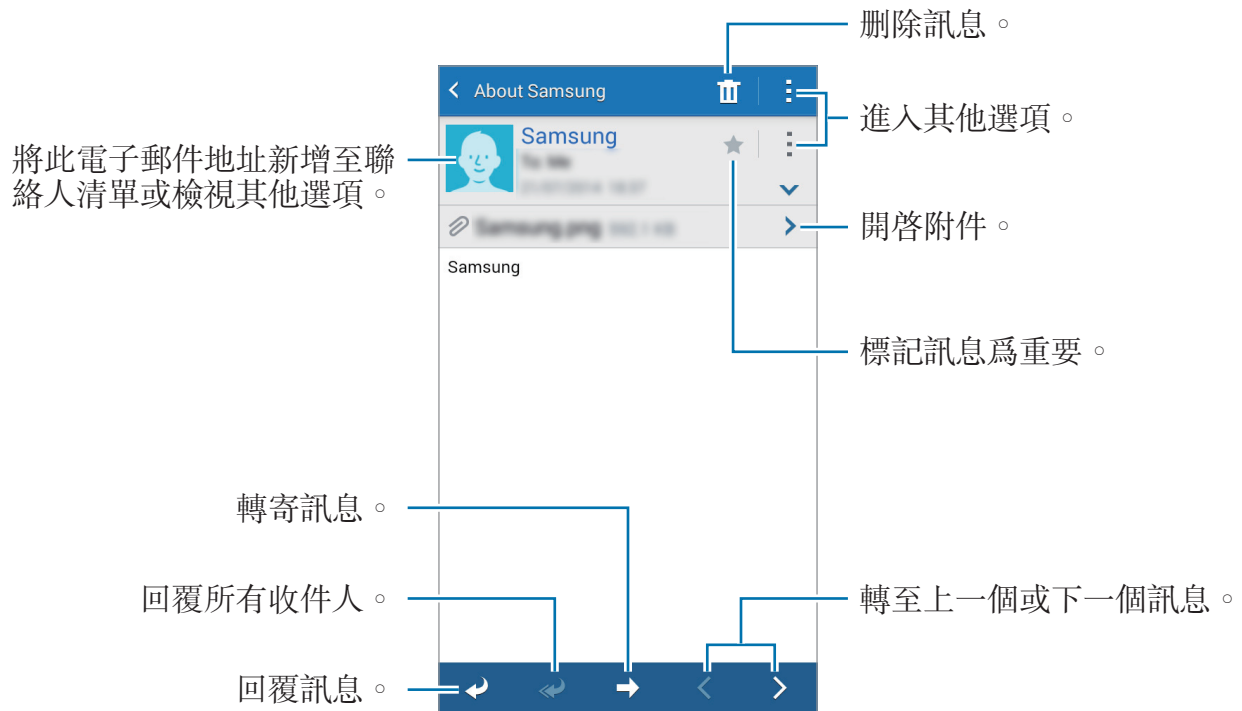 刪除訊息。
About Samsung
進入其他選項。
Samsung
將此電子郵件地址新增至聯
絡人清單或檢視其他選項。
開啓附件。
Samsung
標記訊息爲重要。
轉寄訊息。
回覆所有收件人。
轉至上一個或下一個訊息。
回覆訊息。